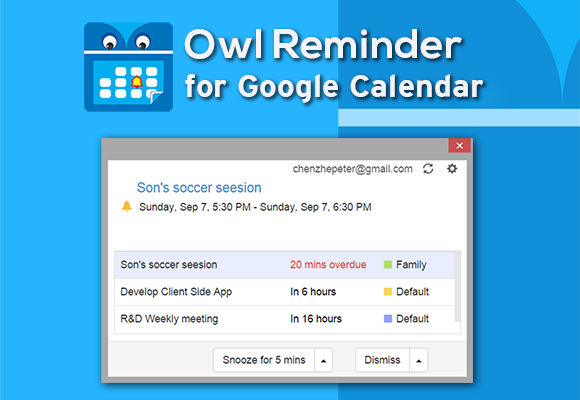 Owl Reminder
for Google Calendar
chenzhepeter@gmail.com
Son's soccer seesion
Sunday, Sep 7, 5:30 PM - Sunday, Sep 7, 6:30 PM
Son's soccer seesion 20 mins overdue Family
Develop Client Side App In 6 hours Default
R&D Weekly meeting In 16 hours Default
Snooze for 5 mins Dismiss